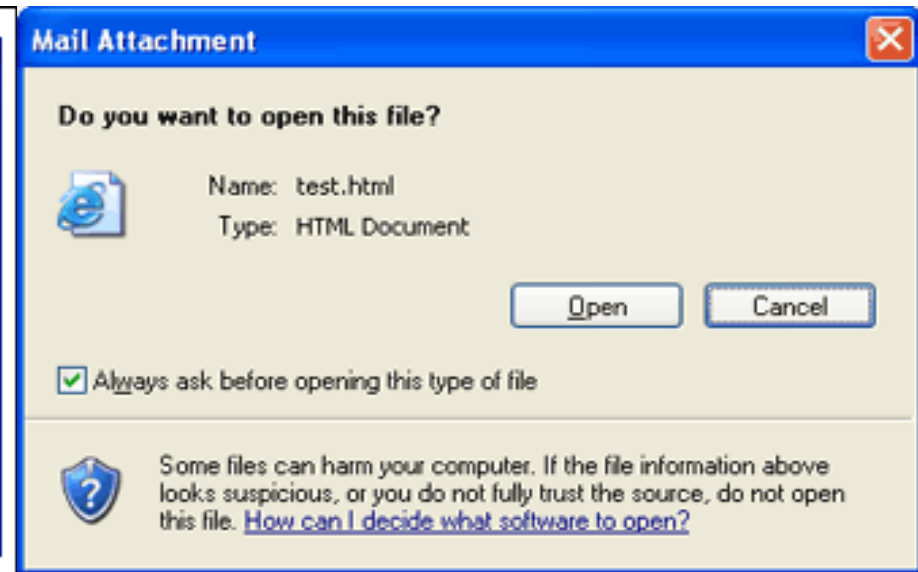 Mail Attachment
Do you want to open this file?
Name: test.html
Type: HTML Document
Open Cancel
Always ask before opening this type of file
Some files can harm your computer. If the file information above
looks suspicious, or you do not fully trust the source, do not open
this file. How can I decide what software to open?